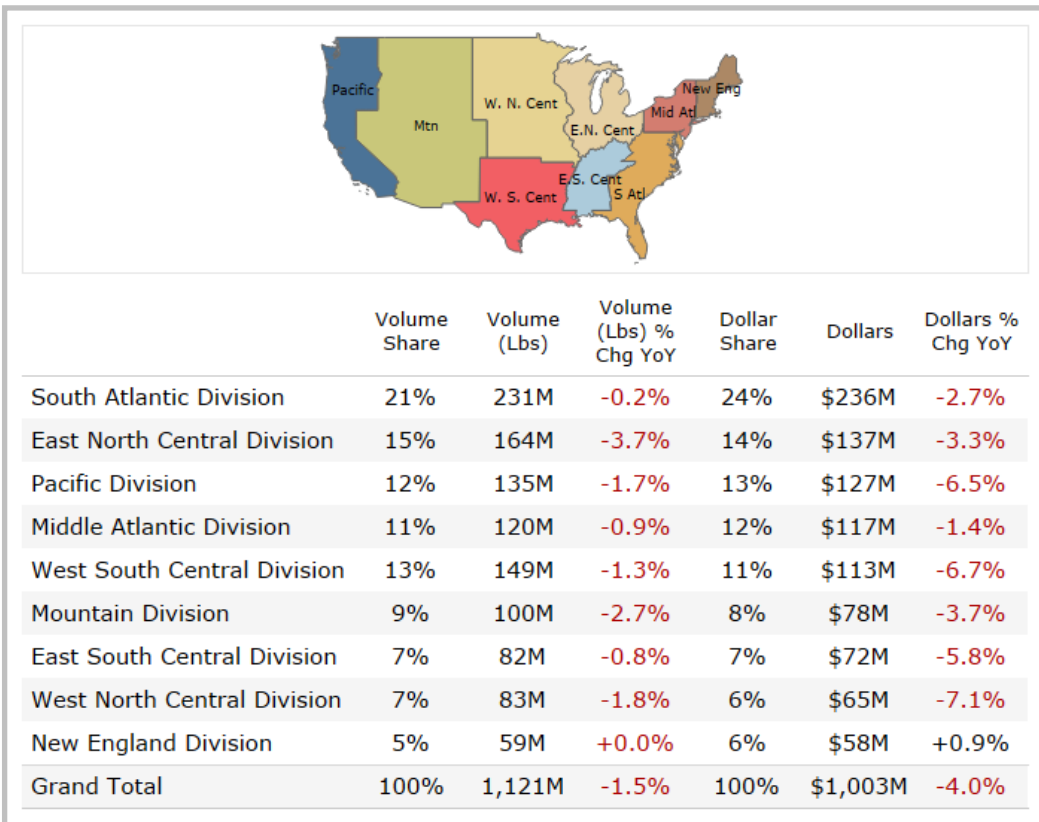 Pacific
Mtn
W. N. Cent
E.N. Cent
New Eng
Mid Atl
E.S. Cent
W. S. Cent
S Atl
Volume Share Volume (Lbs) Volume (Lbs) % Chg YoY Dollar Share Dollars Dollars % Chg YoY
South Atlantic Division 21% 231M -0.2% 24% $236M -2.7%
East North Central Division 15% 164M -3.7% 14% $137M -3.3%
Pacific Division 12% 135M -1.7% 13% $127M -6.5%
Middle Atlantic Division 11% 120M -0.9% 12% $117M -1.4%
West South Central Division 13% 149M -1.3% 11% $113M -6.7%
Mountain Division 9% 100M -2.7% 8% $78M -3.7%
East South Central Division 7% 82M -0.8% 7% $72M -5.8%
West North Central Division 7% 83M -1.8% 6% $65M -7.1%
New England Division 5% 59M +0.0% 6% $58M +0.9%
Grand Total 100% 1,121M -1.5% 100% $1,003M -4.0%